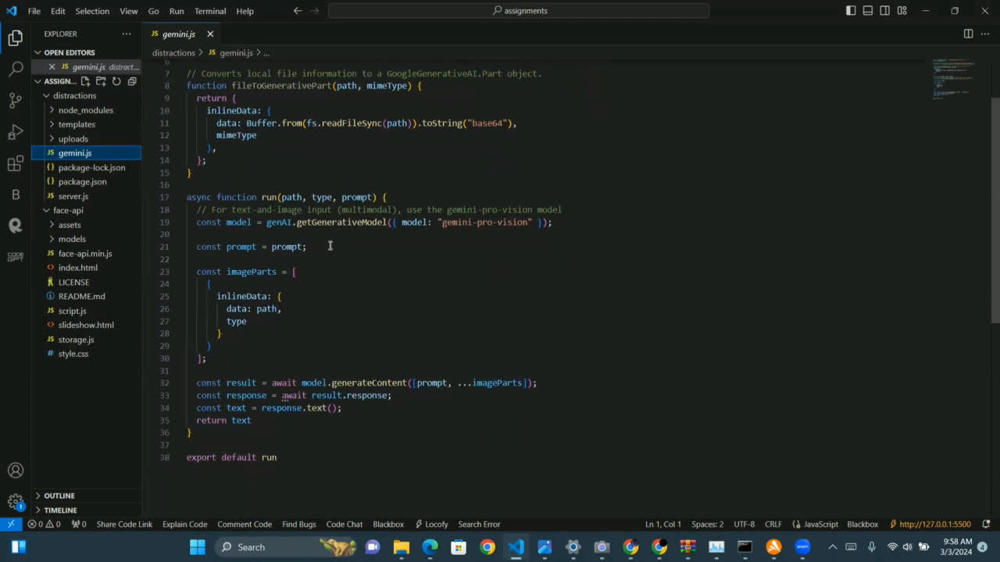 File Edit Selection View Go Run Terminal Help
assignments
EXPLORER
gemini.js
OPEN EDITORS
gemini.js distract...
distractions > gemini.js > ...
ASSIGN...
distractions
node_modules
templates
uploads
gemini.js
package-lock.json
package.json
server.js
face-api
assets
models
face-api.min.js
index.html
LICENSE
README.md
script.js
slideshow.html
storage.js
style.css
OUTLINE
TIMELINE
6
7 // Converts local file information to a GoogleGenerativeAI.Part object.
8 function fileToGenerativePart(path, mimeType) {
9 return {
10 inlineData: {
11 data: Buffer.from(fs.readFileSync(path)).toString("base64"),
12 mimeType
13 },
14 };
15 }
16
17 async function run(path, type, prompt) {
18 // For text-and-image input (multimodal), use the gemini-pro-vision model
19 const model = genAI.getGenerativeModel({ model: "gemini-pro-vision" });
20
21 const prompt = prompt;
22
23 const imageParts = [
24 {
25 inlineData: {
26 data: path,
27 type
28 }
29 }
30 ];
31
32 const result = await model.generateContent([prompt, ...imageParts]);
33 const response = await result.response;
34 const text = response.text();
35 return text
36 }
37
38 export default run
0 0 0 Share Code Link Explain Code Comment Code Find Bugs Code Chat Blackbox Locofy Search Error Ln 1, Col 1 Spaces: 2 UTF-8 CRLF JavaScript Blackbox http://127.0.0.1:5500
Search
9:58 AM
3/3/2024